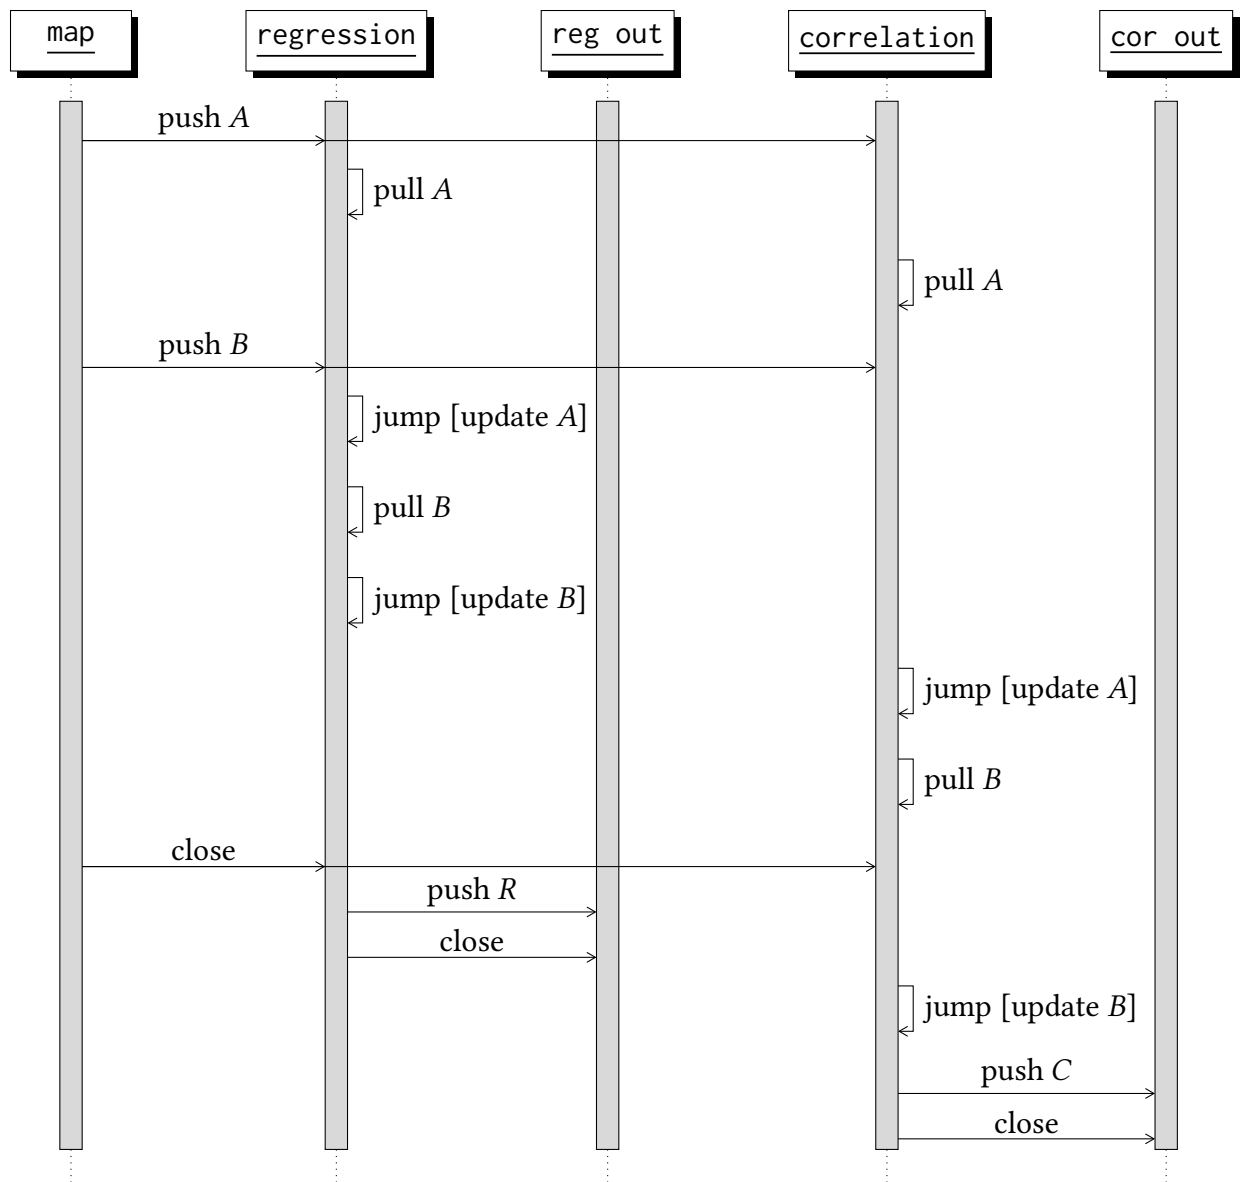 map
regression
reg out
correlation
cor out
push A
pull A
pull A
push B
jump [update A]
pull B
jump [update B]
jump [update A]
pull B
close
push R
close
jump [update B]
push C
close